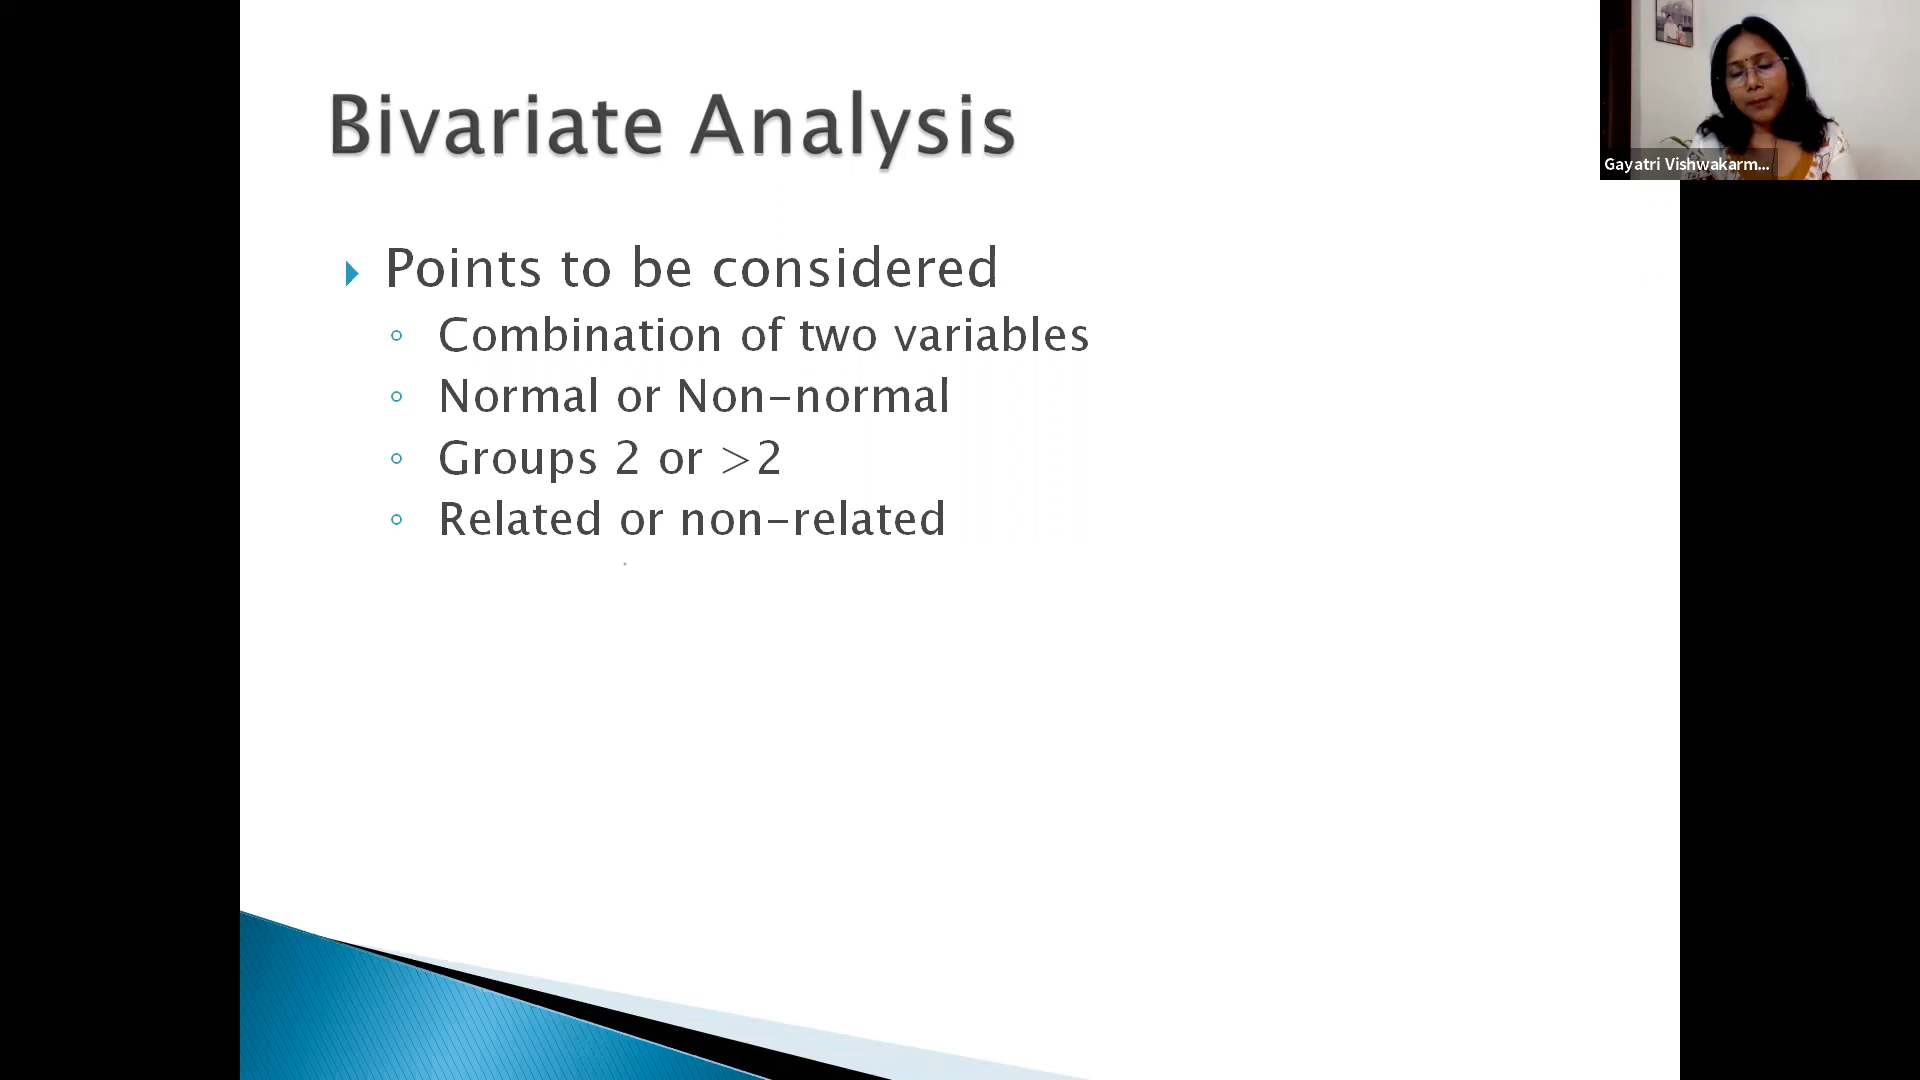 Bivariate Analysis
Points to be considered
Combination of two variables
Normal or Non-normal
Groups 2 or >2
Related or non-related
Gayatri Vishwakarm...